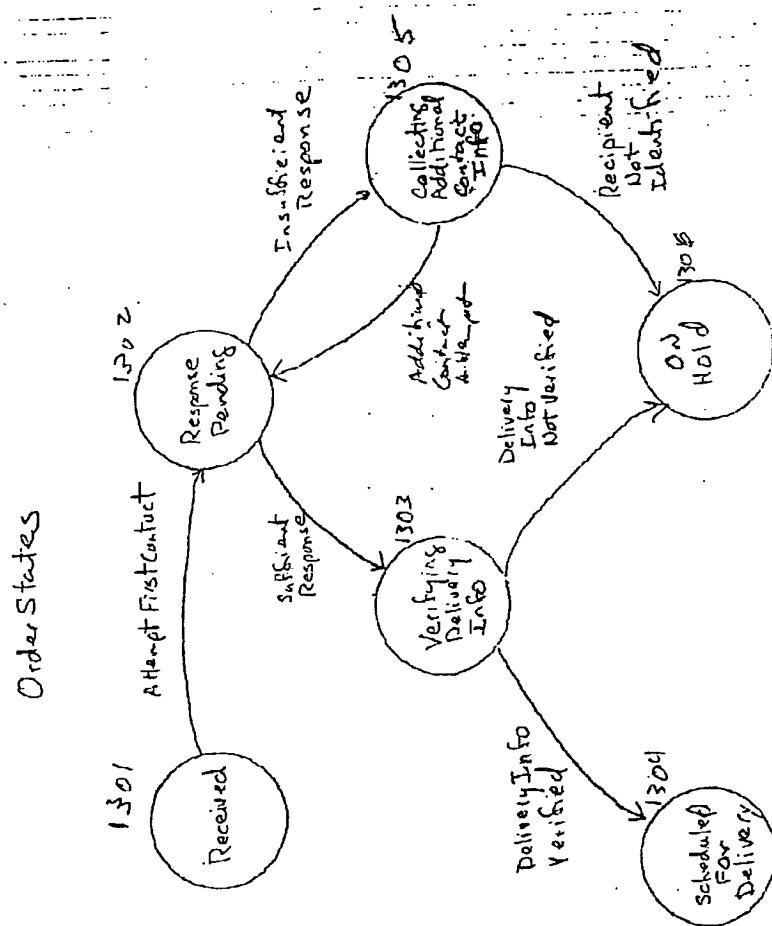 Order States
1301
Received
Attempt First Contact
1302
Response
Pending
Insufficient
Response
1305
Collecting
Additional
Contact
Info
Additional
Contact
Attempt
Sufficient
Response
1303
Verifying
Delivery
Info
Delivery
Info
Not Verified
Recipient
Not
Identified
1305
ON
Hold
Delivery Info
Verified
1304
Scheduled
For
Delivery